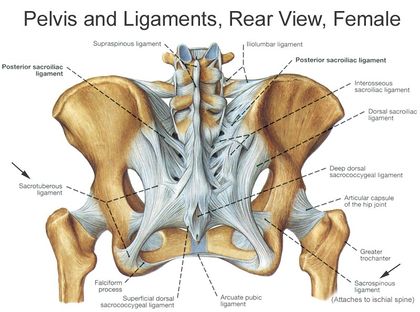 Pelvis and Ligaments, Rear View, Female
Supraspinous ligament
Iliolumbar ligament
Posterior sacroiliac
ligament
Posterior sacroiliac ligament
Interosseous
sacroiliac ligament
Dorsal sacroiliac
ligament
Deep dorsal
sacrococcygeal ligament
Sacrotuberous
ligament
Articular capsule
of the hip joint
Greater
trochanter
Falciform
process
Sacrospinous
ligament
(Attaches to ischial spine)
Superficial dorsal
sacrococcygeal ligament
Arcuate pubic
ligament